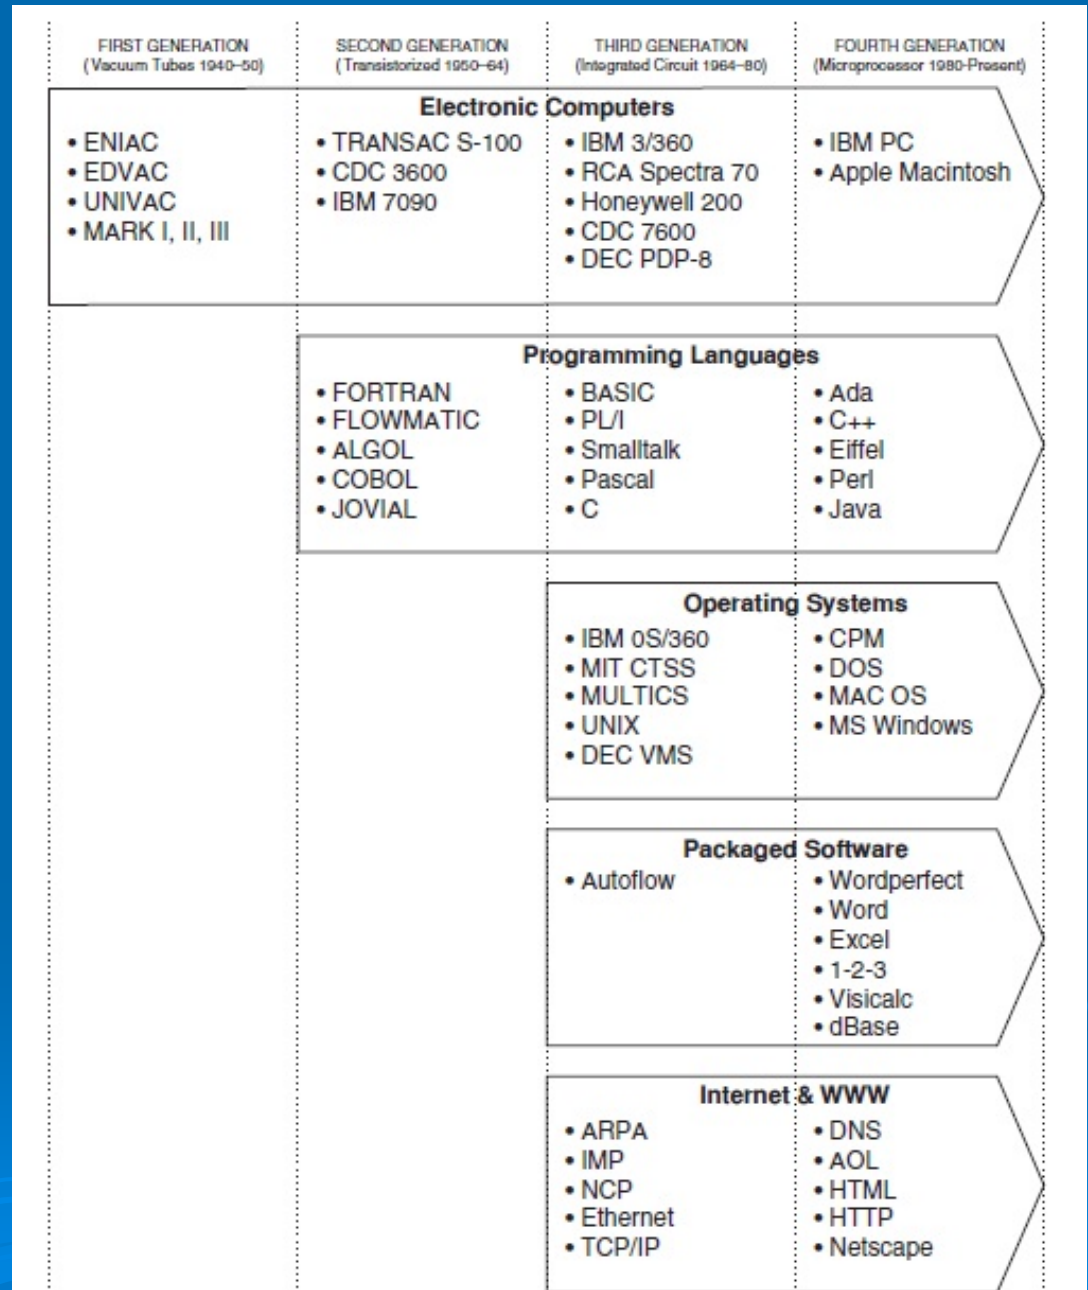 FIRST GENERATION
(Vacuum Tubes 1940–50)
SECOND GENERATION
(Transistorized 1950–64)
THIRD GENERATION
(Integrated Circuit 1964–80)
FOURTH GENERATION
(Microprocessor 1980-Present)
Electronic Computers
• ENIAC
• EDVAC
• UNIVAC
• MARK I, II, III
• TRANSAC S-100
• CDC 3600
• IBM 7090
• IBM 3/360
• RCA Spectra 70
• Honeywell 200
• CDC 7600
• DEC PDP-8
• IBM PC
• Apple Macintosh
Programming Languages
• FORTRAN
• FLOWMATIC
• ALGOL
• COBOL
• JOVIAL
• BASIC
• PL/I
• Smalltalk
• Pascal
• C
• Ada
• C++
• Eiffel
• Perl
• Java
Operating Systems
• IBM 0S/360
• MIT CTSS
• MULTICS
• UNIX
• DEC VMS
• CPM
• DOS
• MAC OS
• MS Windows
Packaged Software
• Autoflow
• Wordperfect
• Word
• Excel
• 1-2-3
• Visicalc
• dBase
Internet & WWW
• ARPA
• IMP
• NCP
• Ethernet
• TCP/IP
• DNS
• AOL
• HTML
• HTTP
• Netscape